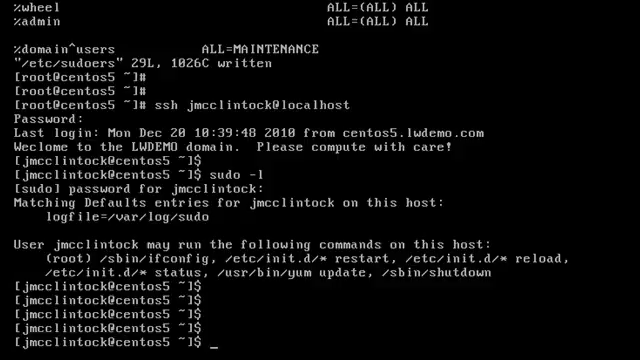 %wheel ALL=(ALL) ALL
%admin ALL=(ALL) ALL
%domain^users ALL=MAINTENANCE
"/etc/sudoers" 29L, 1026C written
[root@centos5 ~]#
[root@centos5 ~]#
[root@centos5 ~]# ssh jmcclintock@localhost
Password:
Last login: Mon Dec 20 10:39:48 2010 from centos5.lwdemo.com
Weclome to the LWDEMO domain.  Please compute with care!
[jmcclintock@centos5 ~]$
[jmcclintock@centos5 ~]$ sudo -l
[sudo] password for jmcclintock:
Matching Defaults entries for jmcclintock on this host:
logfile=/var/log/sudo
User jmcclintock may run the following commands on this host:
(root) /sbin/ifconfig, /etc/init.d/* restart, /etc/init.d/* reload,
/etc/init.d/* status, /usr/bin/yum update, /sbin/shutdown
[jmcclintock@centos5 ~]$
[jmcclintock@centos5 ~]$
[jmcclintock@centos5 ~]$
[jmcclintock@centos5 ~]$
[jmcclintock@centos5 ~]$ _